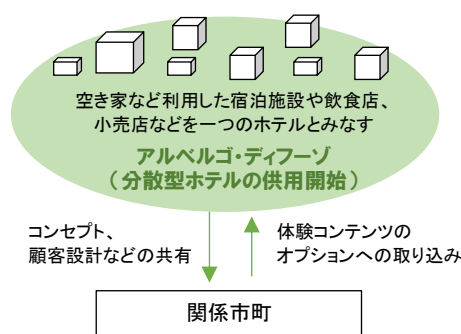 空き家など利用した宿泊施設や飲食店、
小売店などを一つのホテルとみなす
アルベルゴ・ディフーゾ
（分散型ホテルの供用開始）
コンセプト、
顧客設計などの共有
体験コンテンツの
オプションへの取り込み
関係市町